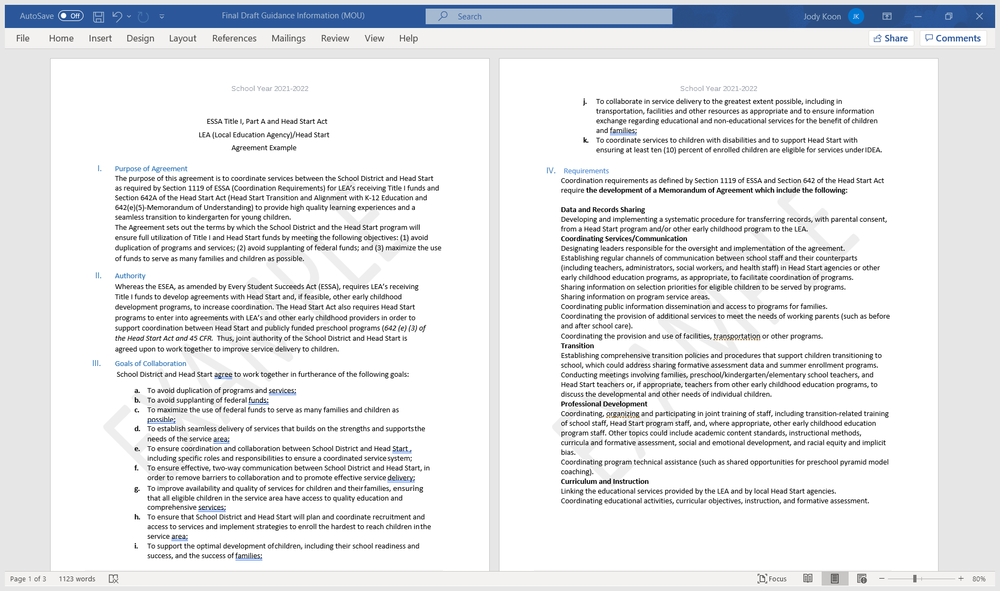 AutoSave Off Final Draft Guidance Information (MOU) Search Jody Koon JK
File Home Insert Design Layout References Mailings Review View Help Share Comments
School Year 2021-2022
ESSA Title I, Part A and Head Start Act
LEA (Local Education Agency)/Head Start
Agreement Example
I. Purpose of Agreement
The purpose of this agreement is to coordinate services between the School District and Head Start
as required by Section 1119 of ESSA (Coordination Requirements) for LEA's receiving Title I funds and
Section 642A of the Head Start Act (Head Start Transition and Alignment with K-12 Education and
642(e)(5)-Memorandum of Understanding) to provide high quality learning experiences and a
seamless transition to kindergarten for young children.
The Agreement sets out the terms by which the School District and the Head Start program will
ensure full utilization of Title I and Head Start funds by meeting the following objectives: (1) avoid
duplication of programs and services; (2) avoid supplanting of federal funds; and (3) maximize the use
of funds to serve as many families and children as possible.
II. Authority
Whereas the ESEA, as amended by Every Student Succeeds Act (ESSA), requires LEA's receiving
Title I funds to develop agreements with Head Start and, if feasible, other early childhood
development programs, to increase coordination. The Head Start Act also requires Head Start
programs to enter into agreements with LEA's and other early childhood providers in order to
support coordination between Head Start and publicly funded preschool programs (642 (e) (3) of
the Head Start Act and 45 CFR. Thus, joint authority of the School District and Head Start is
agreed upon to work together to improve service delivery to children.
III. Goals of Collaboration
School District and Head Start agree to work together in furtherance of the following goals:
a. To avoid duplication of programs and services;
b. To avoid supplanting of federal funds;
c. To maximize the use of federal funds to serve as many families and children as
possible;
d. To establish seamless delivery of services that builds on the strengths and supportsthe
needs of the service area;
e. To ensure coordination and collaboration between School District and Head Start ,
including specific roles and responsibilities to ensure a coordinated service system;
f. To ensure effective, two-way communication between School District and Head Start, in
order to remove barriers to collaboration and to promote effective service delivery;
g. To improve availability and quality of services for children and their families, ensuring
that all eligible children in the service area have access to quality education and
comprehensive services;
h. To ensure that School District and Head Start will plan and coordinate recruitment and
access to services and implement strategies to enroll the hardest to reach children in the
service area;
i. To support the optimal development of children, including their school readiness and
success, and the success of families;
EXAMPLE
School Year 2021-2022
j. To collaborate in service delivery to the greatest extent possible, including in
transportation, facilities and other resources as appropriate and to ensure information
exchange regarding educational and non-educational services for the benefit of children
and families;
k. To coordinate services to children with disabilities and to support Head Start with
ensuring at least ten (10) percent of enrolled children are eligible for services under IDEA.
IV. Requirements
Coordination requirements as defined by Section 1119 of ESSA and Section 642 of the Head Start Act
require the development of a Memorandum of Agreement which include the following:
Data and Records Sharing
Developing and implementing a systematic procedure for transferring records, with parental consent,
from a Head Start program and/or other early childhood program to the LEA.
Coordinating Services/Communication
Designating leaders responsible for the oversight and implementation of the agreement.
Establishing regular channels of communication between school staff and their counterparts
(including teachers, administrators, social workers, and health staff) in Head Start agencies or other
early childhood education programs, as appropriate, to facilitate coordination of programs.
Sharing information on selection priorities for eligible children to be served by programs.
Sharing information on program service areas.
Coordinating public information dissemination and access to programs for families.
Coordinating the provision of additional services to meet the needs of working parents (such as before
and after school care).
Coordinating the provision and use of facilities, transportation or other programs.
Transition
Establishing comprehensive transition policies and procedures that support children transitioning to
school, which could address sharing formative assessment data and summer enrollment programs.
Conducting meetings involving families, preschool/kindergarten/elementary school teachers, and
Head Start teachers or, if appropriate, teachers from other early childhood education programs, to
discuss the developmental and other needs of individual children.
Professional Development
Coordinating, organizing and participating in joint training of staff, including transition-related training
of school staff, Head Start program staff, and, where appropriate, other early childhood education
program staff. Other topics could include academic content standards, instructional methods,
curricula and formative assessment, social and emotional development, and racial equity and implicit
bias.
Coordinating program technical assistance (such as shared opportunities for preschool pyramid model
coaching).
Curriculum and Instruction
Linking the educational services provided by the LEA and by local Head Start agencies.
Coordinating educational activities, curricular objectives, instruction, and formative assessment.
EXAMPLE
Page 1 of 3 1123 words Focus 80%